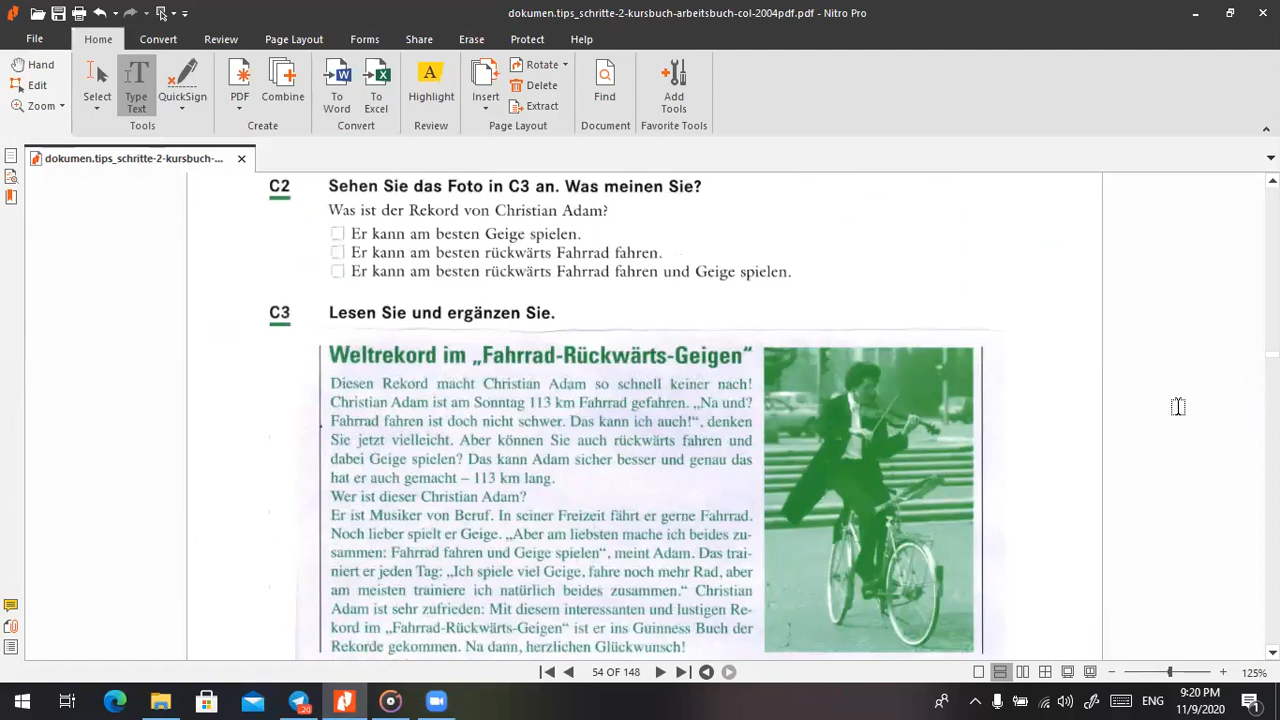 dokumen.tips_schritte-2-kursbuch-arbeitsbuch-col-2004pdf.pdf - Nitro Pro
File Home Convert Review Page Layout Forms Share Erase Protect Help
Hand
Edit
Zoom
Select
Type Text
QuickSign
Tools
PDF
Combine
Create
To Word
To Excel
Convert
Highlight
Review
Insert
Rotate
Delete
Extract
Page Layout
Find
Document
Add Tools
Favorite Tools
dokumen.tips_schritte-2-kursbuch-...
C2 Sehen Sie das Foto in C3 an. Was meinen Sie?
Was ist der Rekord von Christian Adam?
Er kann am besten Geige spielen.
Er kann am besten rückwärts Fahrrad fahren.
Er kann am besten rückwärts Fahrrad fahren und Geige spielen.
C3 Lesen Sie und ergänzen Sie.
Weltrekord im „Fahrrad-Rückwärts-Geigen”
Diesen Rekord macht Christian Adam so schnell keiner nach!
Christian Adam ist am Sonntag 113 km Fahrrad gefahren. „Na und?
Fahrrad fahren ist doch nicht schwer. Das kann ich auch!“, denken
Sie jetzt vielleicht. Aber können Sie auch rückwärts fahren und
dabei Geige spielen? Das kann Adam sicher besser und genau das
hat er auch gemacht – 113 km lang.
Wer ist dieser Christian Adam?
Er ist Musiker von Beruf. In seiner Freizeit fährt er gerne Fahrrad.
Noch lieber spielt er Geige. „Aber am liebsten mache ich beides zu-
sammen: Fahrrad fahren und Geige spielen“, meint Adam. Das trai-
niert er jeden Tag: „Ich spiele viel Geige, fahre noch mehr Rad, aber
am meisten trainiere ich natürlich beides zusammen.“ Christian
Adam ist sehr zufrieden: Mit diesem interessanten und lustigen Re-
kord im „Fahrrad-Rückwärts-Geigen“ ist er ins Guinness Buch der
Rekorde gekommen. Na dann, herzlichen Glückwunsch!
54 OF 148
125%
20
ENG
9:20 PM
11/9/2020
1